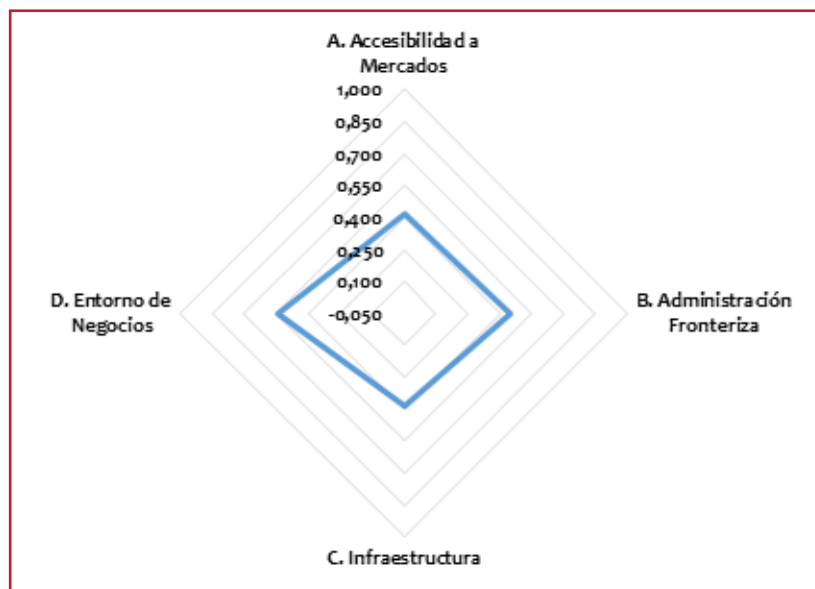 A. Accesibilidad a
Mercados
1,000
0,850
0,700
0,550
0,400
0,250
0,100
-0,050
D. Entorno de
Negocios
B. Administración
Fronteriza
C. Infraestructura